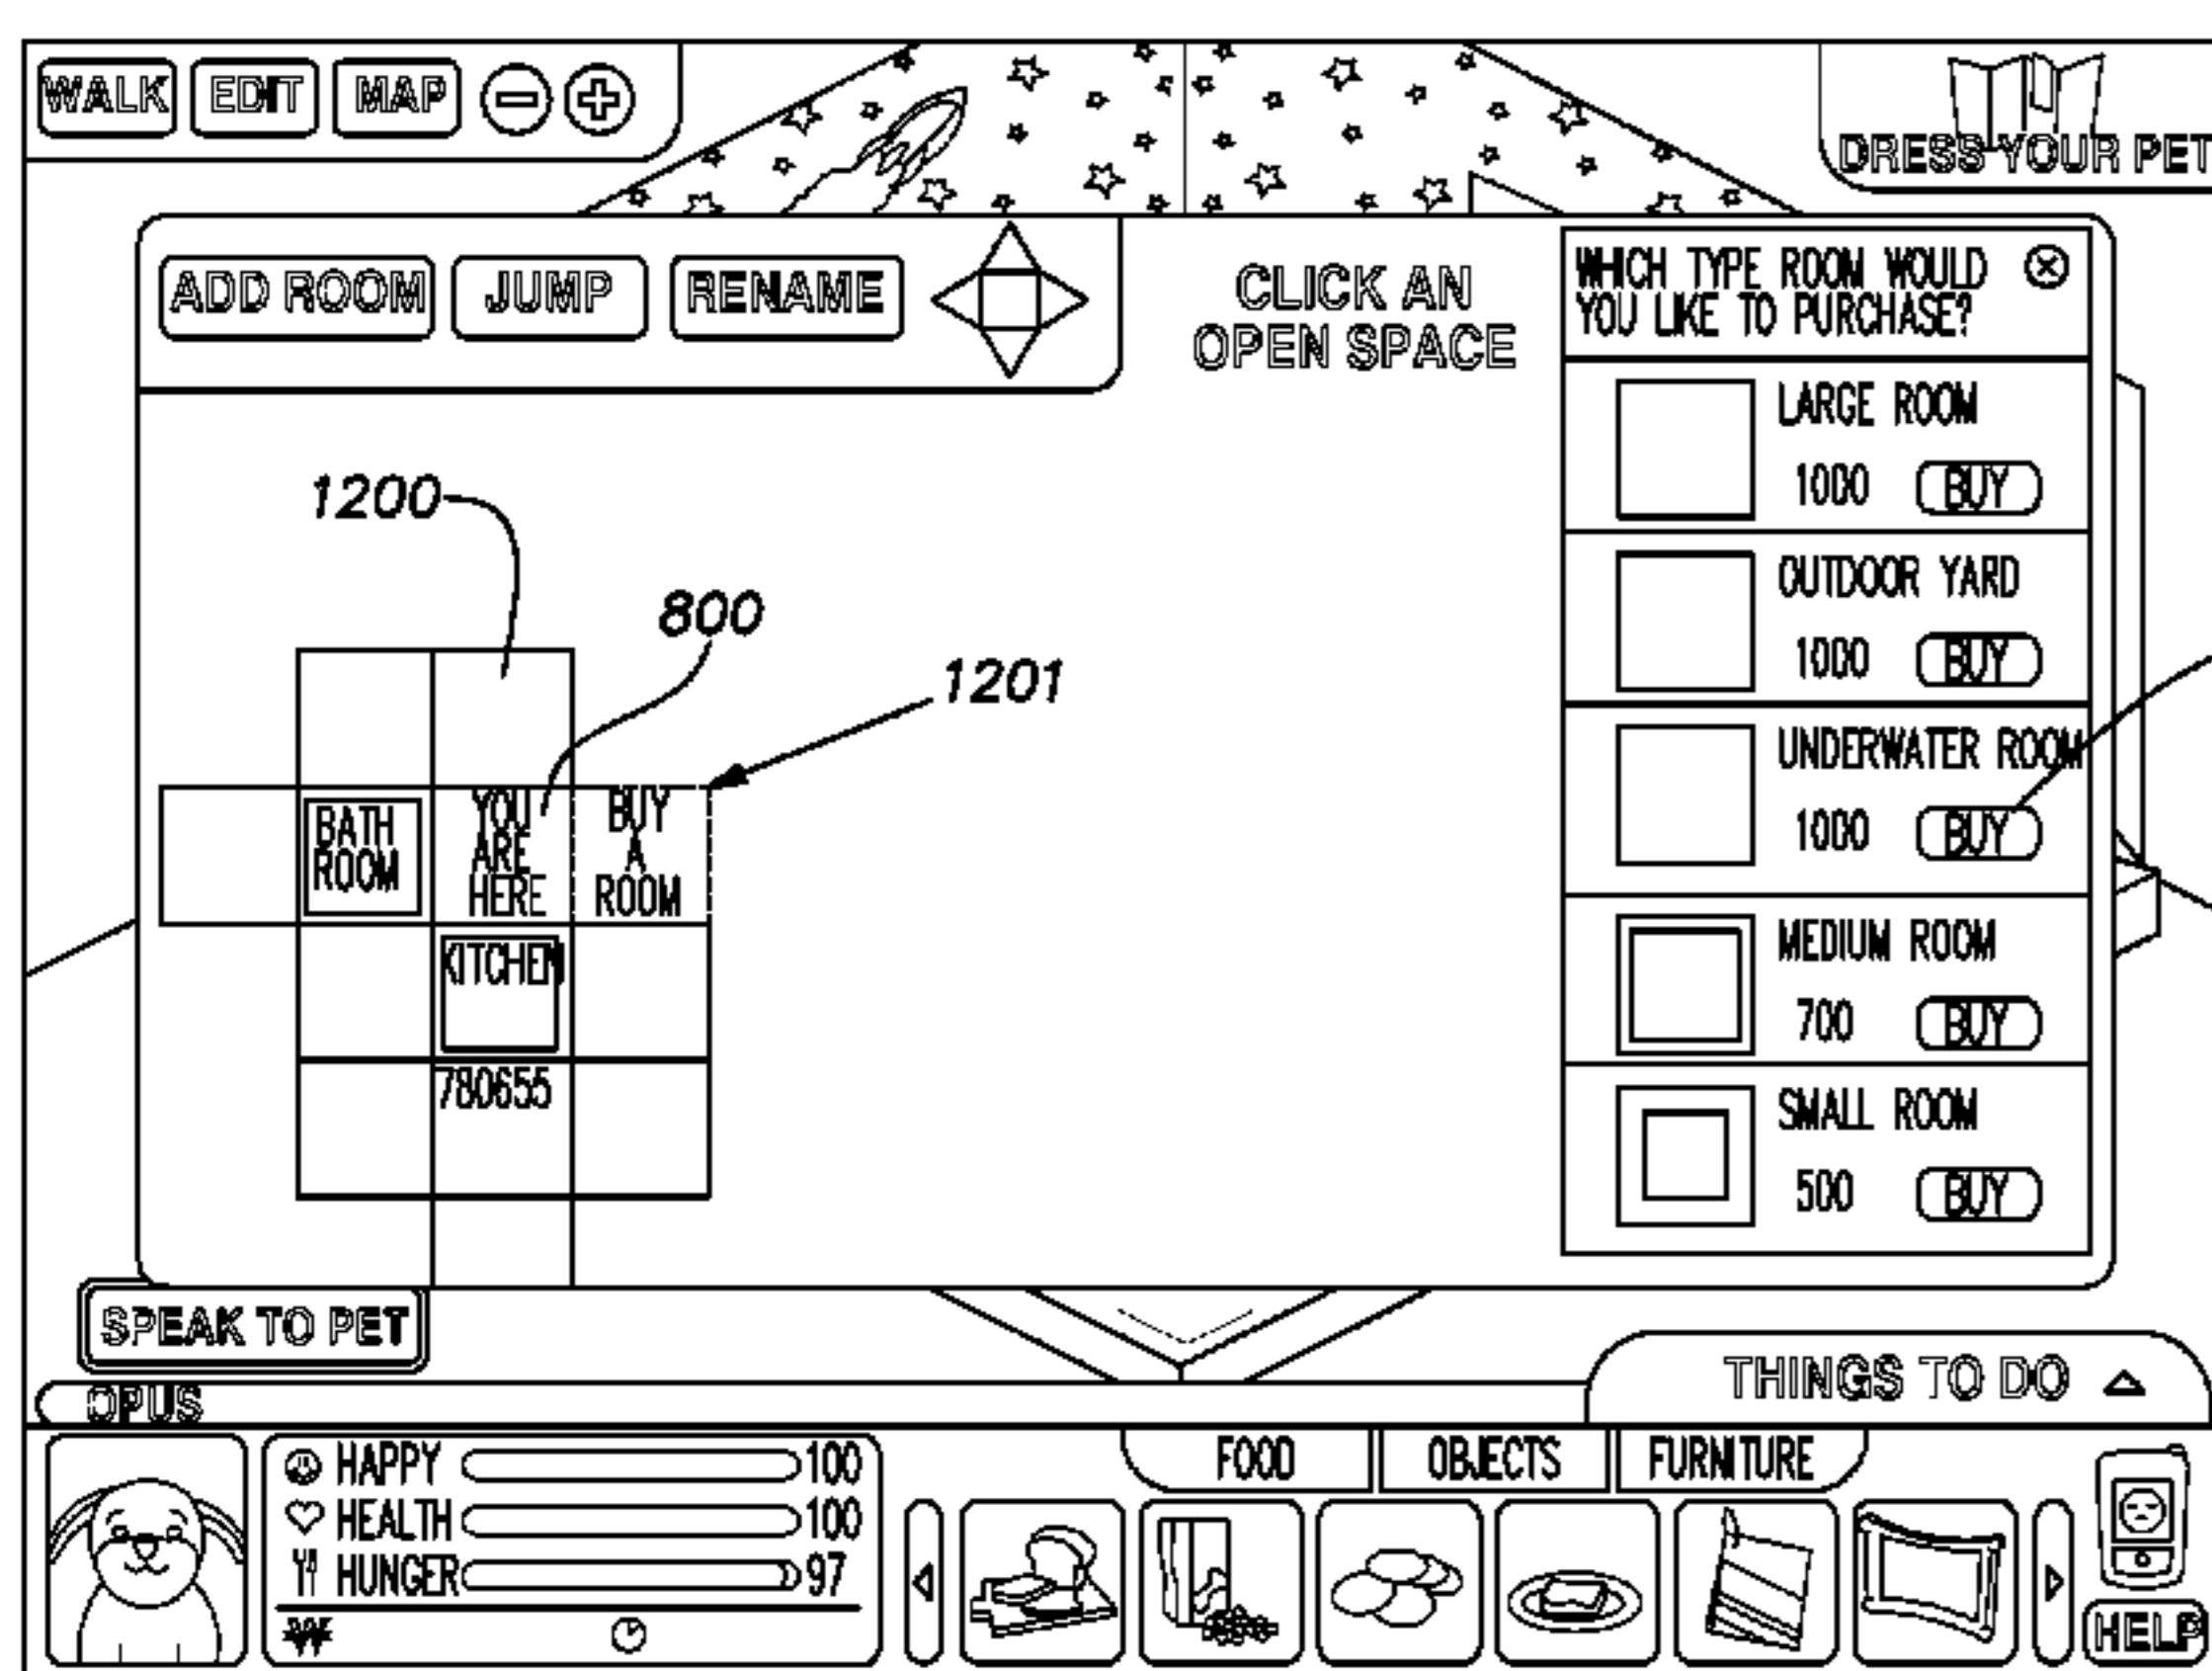 WALK EDIT MAP
DRESS YOUR PET
ADD ROOM JUMP RENAME
CLICK AN
OPEN SPACE
WHICH TYPE ROOM WOULD
YOU LIKE TO PURCHASE?
LARGE ROOM
1000 BUY
OUTDOOR YARD
1000 BUY
UNDERWATER ROOM
1000 BUY
MEDIUM ROOM
700 BUY
SMALL ROOM
500 BUY
1200
800
1201
BATH
ROOM
YOU
ARE
HERE
BUY
A
ROOM
KITCHEN
780655
SPEAK TO PET
THINGS TO DO
OPUS
HAPPY 100
HEALTH 100
HUNGER 97
W
FOOD OBJECTS FURNITURE
HELP